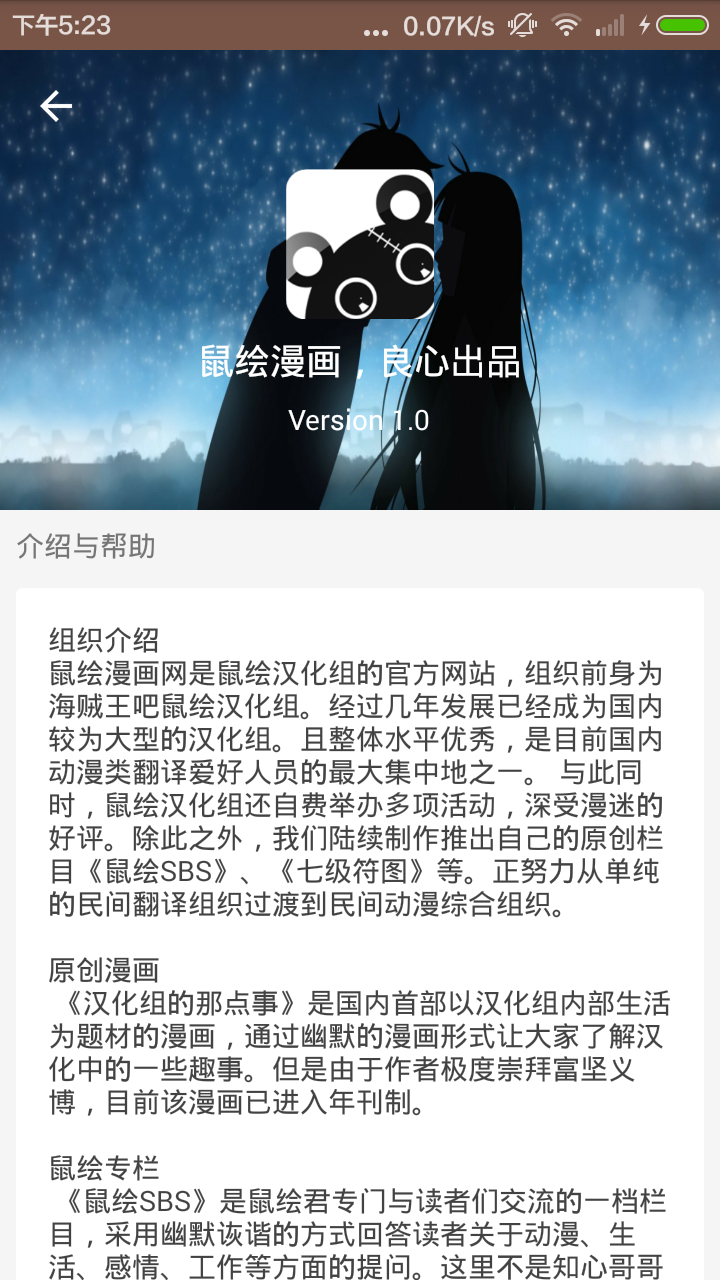 下午5:23
... 0.07K/s
鼠绘漫画，良心出品
Version 1.0
介绍与帮助
组织介绍
鼠绘漫画网是鼠绘汉化组的官方网站，组织前身为
海贼王吧鼠绘汉化组。经过几年发展已经成为国内
较为大型的汉化组。且整体水平优秀，是目前国内
动漫类翻译爱好人员的最大集中地之一。 与此同
时，鼠绘汉化组还自费举办多项活动，深受漫迷的
好评。除此之外，我们陆续制作推出自己的原创栏
目《鼠绘SBS》、《七级符图》等。正努力从单纯
的民间翻译组织过渡到民间动漫综合组织。
原创漫画
《汉化组的那点事》是国内首部以汉化组内部生活
为题材的漫画，通过幽默的漫画形式让大家了解汉
化中的一些趣事。但是由于作者极度崇拜富坚义
博，目前该漫画已进入年刊制。
鼠绘专栏
《鼠绘SBS》是鼠绘君专门与读者们交流的一档栏
目，采用幽默诙谐的方式回答读者关于动漫、生
活、感情、工作等方面的提问。这里不是知心哥哥